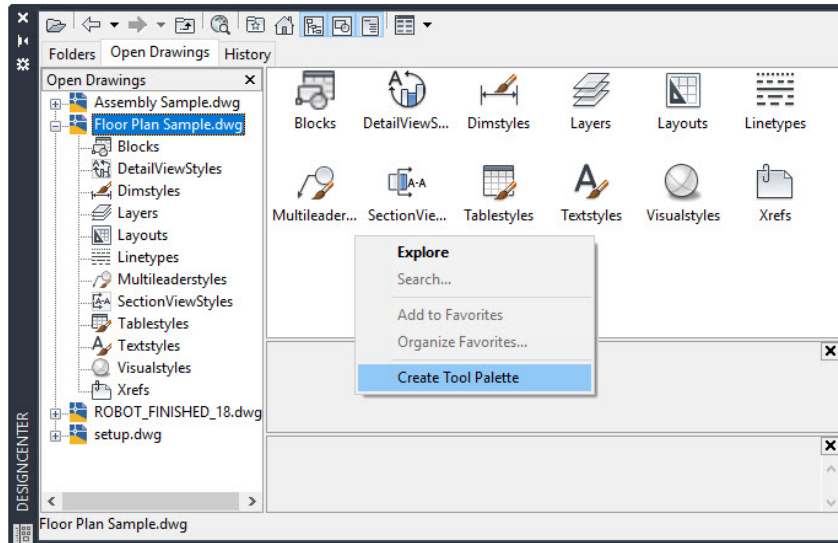 Folders Open Drawings History
Open Drawings
Assembly Sample.dwg
Floor Plan Sample.dwg
Blocks
DetailViewStyles
Dimstyles
Layers
Layouts
Linetypes
Multileaderstyles
SectionViewStyles
Tablestyles
Textstyles
Visualstyles
Xrefs
ROBOT_FINISHED_18.dwg
setup.dwg
Blocks DetailViewS... Dimstyles Layers Layouts Linetypes
Multileader... SectionVie... Tablestyles Textstyles Visualstyles Xrefs
Explore
Search...
Add to Favorites
Organize Favorites...
Create Tool Palette
DESIGNCENTER
Floor Plan Sample.dwg